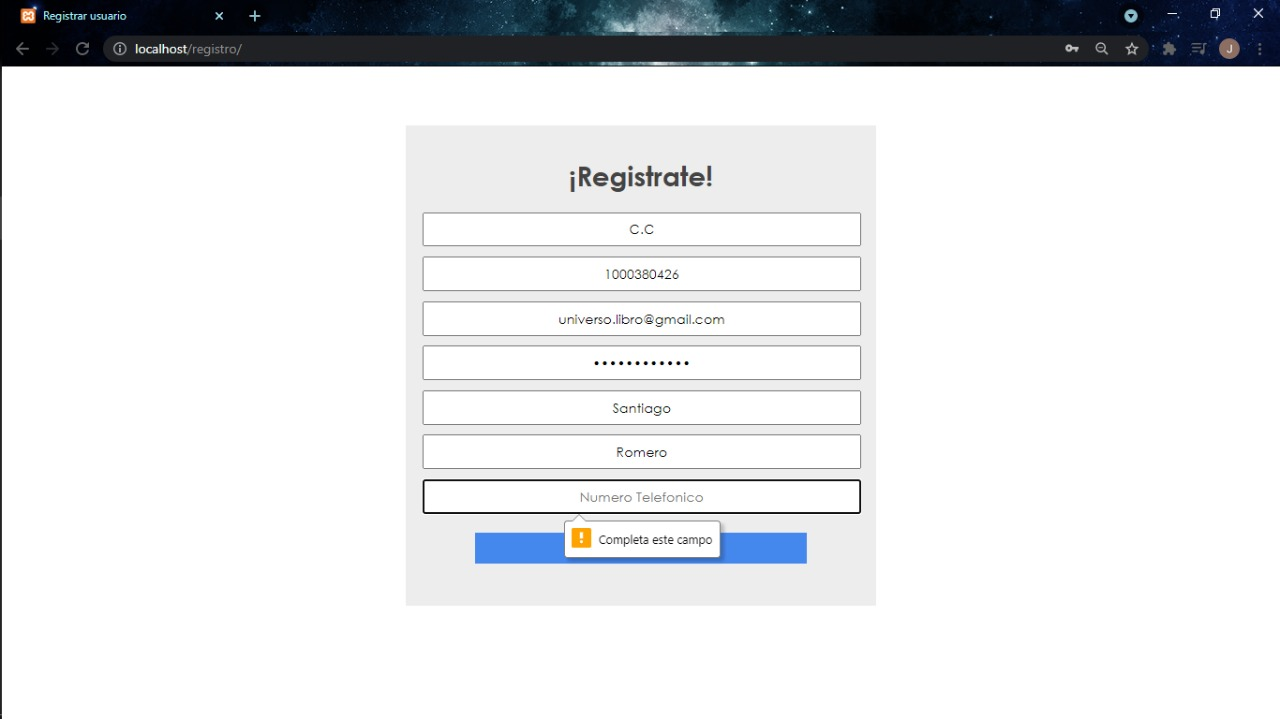 Registrar usuario
localhost/registro/
J
¡Registrate!
C.C
1000380426
universo.libro@gmail.com
••••••••••••
Santiago
Romero
Numero Telefonico
Completa este campo